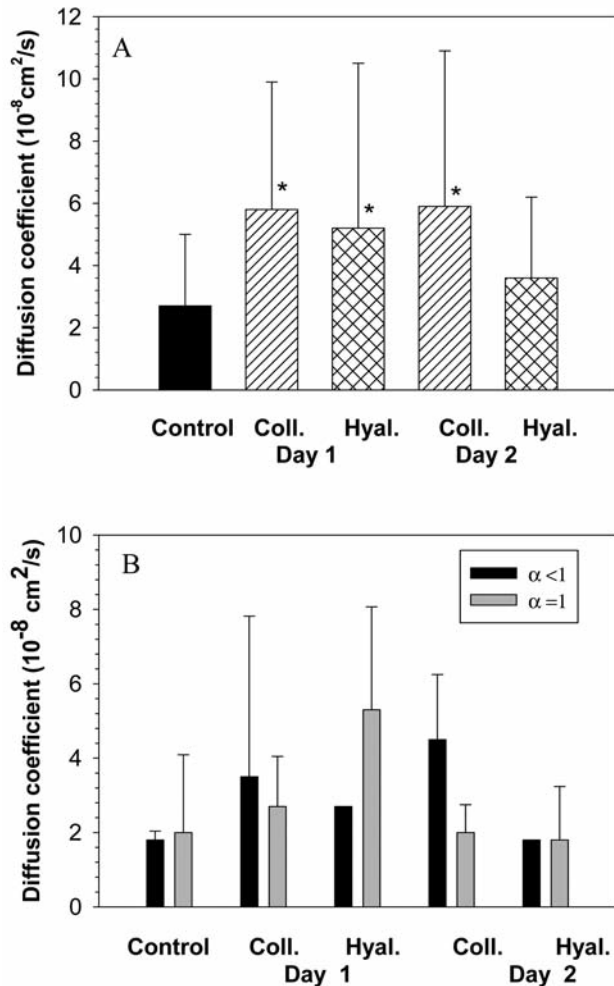 A
Diffusion coefficient (10⁻⁸cm²/s)
12
10
8
6
4
2
0
* * *
Control Coll. Hyal. Coll. Hyal.
Day 1 Day 2
B
Diffusion coefficient (10⁻⁸ cm²/s)
10
8
6
4
2
0
α<1
α=1
Control Coll. Hyal. Coll. Hyal.
Day 1 Day 2